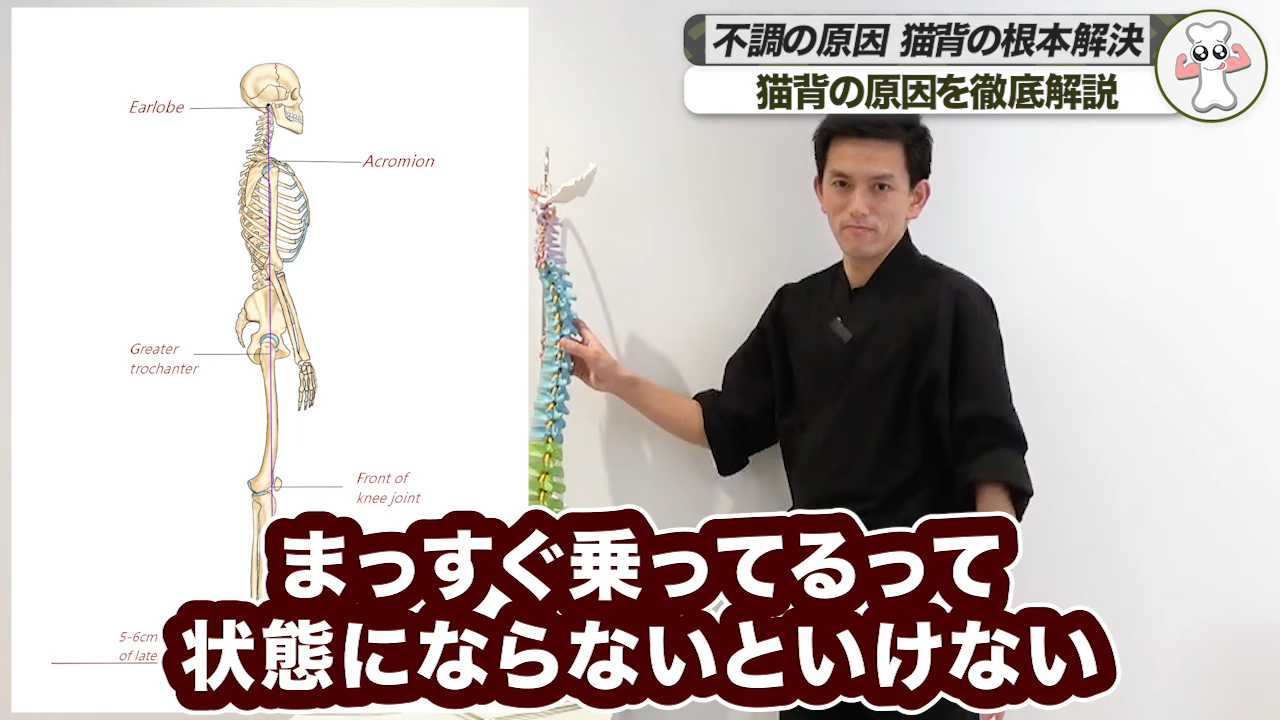 不調の原因 猫背の根本解決
猫背の原因を徹底解説
Earlobe
Acromion
Greater
trochanter
Front of
knee joint
5-6cm
of late
まっすぐ乗ってるって
状態にならないといけない